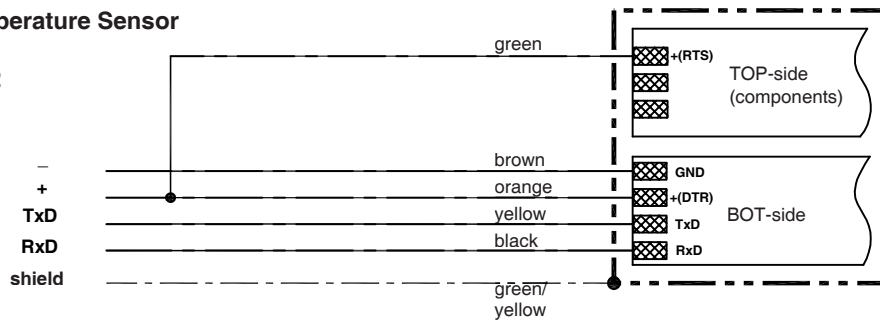 Sensor
green
+(RTS)
TOP-side
(components)
–
brown
GND
+
orange
+(DTR)
TxD
yellow
TxD
BOT-side
RxD
black
RxD
shield
green/
yellow